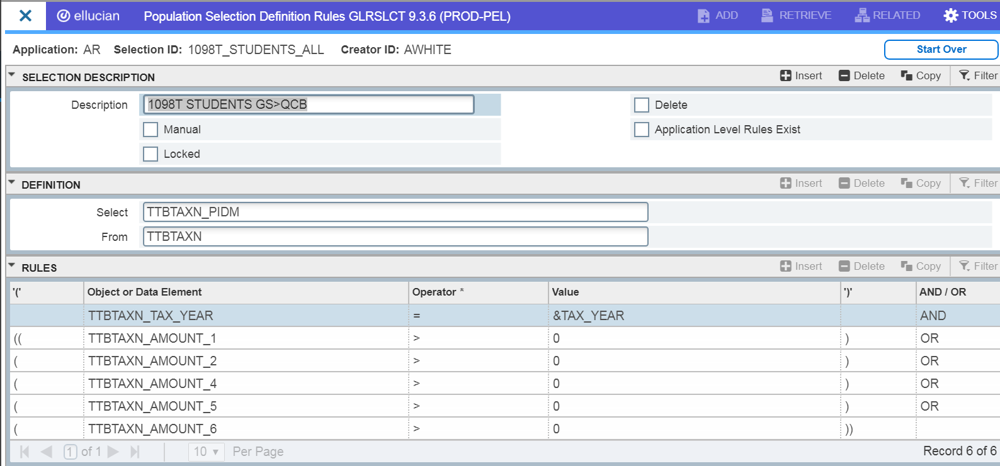 ellucian Population Selection Definition Rules GLRSLCT 9.3.6 (PROD-PEL) ADD RETRIEVE RELATED TOOLS
Application: AR Selection ID: 1098T_STUDENTS_ALL Creator ID: AWHITE Start Over
SELECTION DESCRIPTION Insert Delete Copy Filter
Description 1098T STUDENTS GS>QCB Delete
Manual Application Level Rules Exist
Locked
DEFINITION Insert Delete Copy Filter
Select TTBTAXN_PIDM
From TTBTAXN
RULES Insert Delete Copy Filter
'(' Object or Data Element Operator * Value ')' AND / OR
TTBTAXN_TAX_YEAR = &TAX_YEAR AND
(( TTBTAXN_AMOUNT_1 > 0 ) OR
( TTBTAXN_AMOUNT_2 > 0 ) OR
( TTBTAXN_AMOUNT_4 > 0 ) OR
( TTBTAXN_AMOUNT_5 > 0 ) OR
( TTBTAXN_AMOUNT_6 > 0 ))
1 of 1 10 Per Page Record 6 of 6